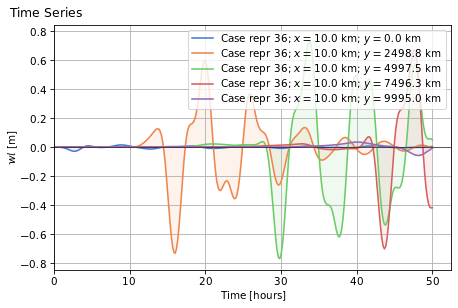 Time Series
Case repr 36; x = 10.0 km; y = 0.0 km
Case repr 36; x = 10.0 km; y = 2498.8 km
Case repr 36; x = 10.0 km; y = 4997.5 km
Case repr 36; x = 10.0 km; y = 7496.3 km
Case repr 36; x = 10.0 km; y = 9995.0 km
0.8
0.6
0.4
0.2
0.0
−0.2
−0.4
−0.6
−0.8
wl [m]
0 10 20 30 40 50
Time [hours]